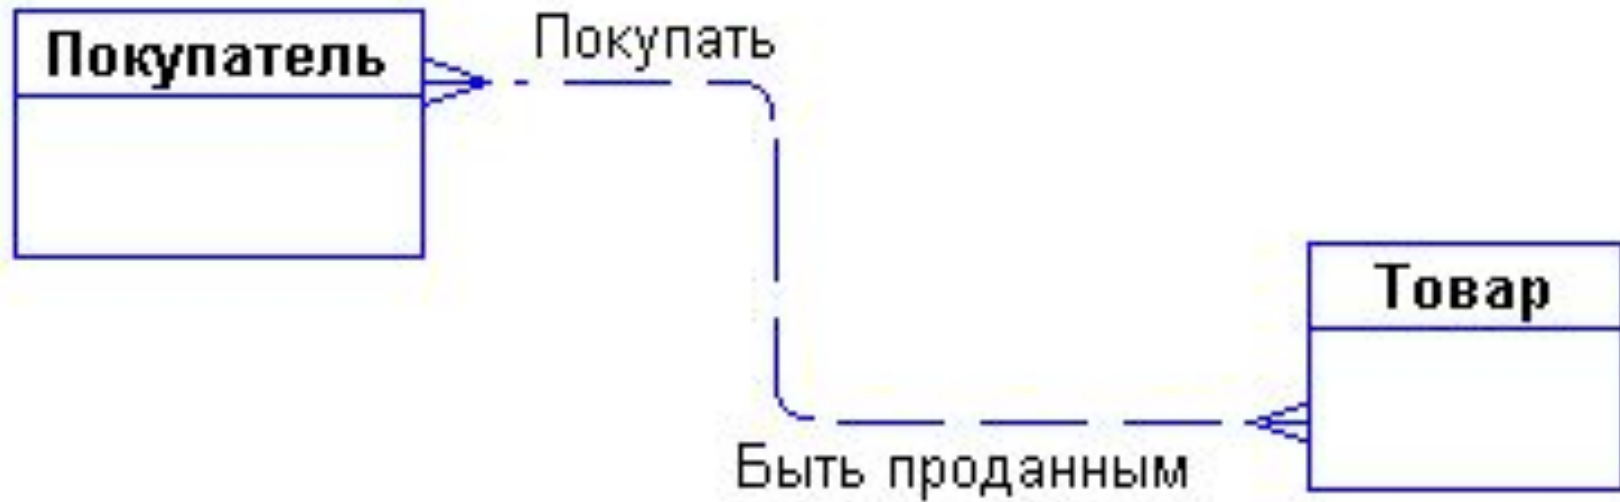 Покупатель
Покупать
Товар
Быть проданным